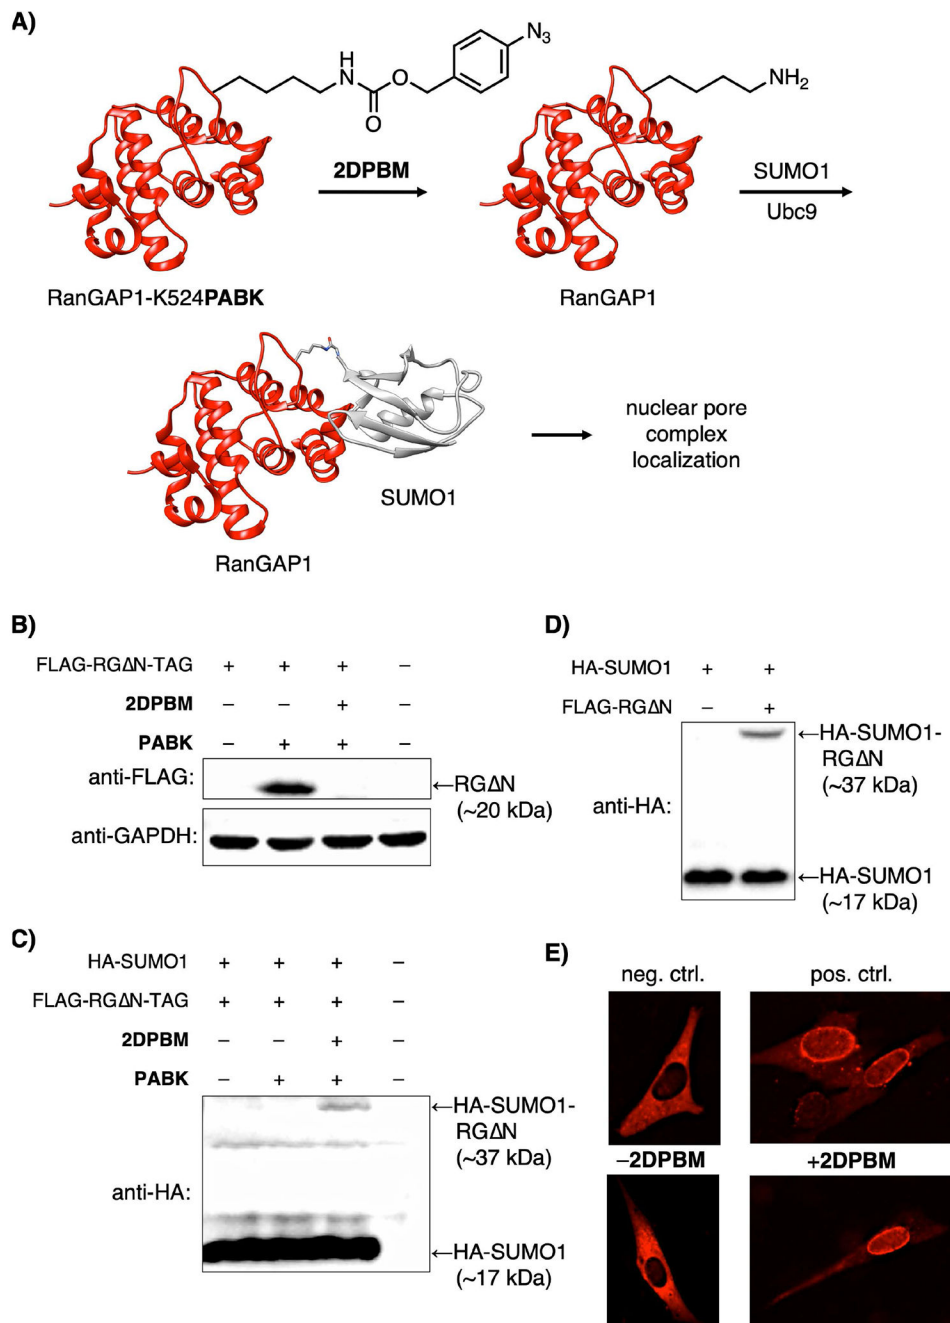 A)
N3
H
N
O
O
NH2
2DPBM
SUMO1
Ubc9
RanGAP1-K524PABK
RanGAP1
nuclear pore
complex
localization
SUMO1
RanGAP1
B)
FLAG-RGΔN-TAG + + + –
2DPBM – – + –
PABK – + + –
anti-FLAG:
←RGΔN
(~20 kDa)
anti-GAPDH:
D)
HA-SUMO1 + +
FLAG-RGΔN – +
←HA-SUMO1-
RGΔN
(~37 kDa)
anti-HA:
←HA-SUMO1
(~17 kDa)
C)
HA-SUMO1 + + + –
FLAG-RGΔN-TAG + + + –
2DPBM – – + –
PABK – + + –
←HA-SUMO1-
RGΔN
(~37 kDa)
anti-HA:
←HA-SUMO1
(~17 kDa)
E)
neg. ctrl. pos. ctrl.
–2DPBM +2DPBM